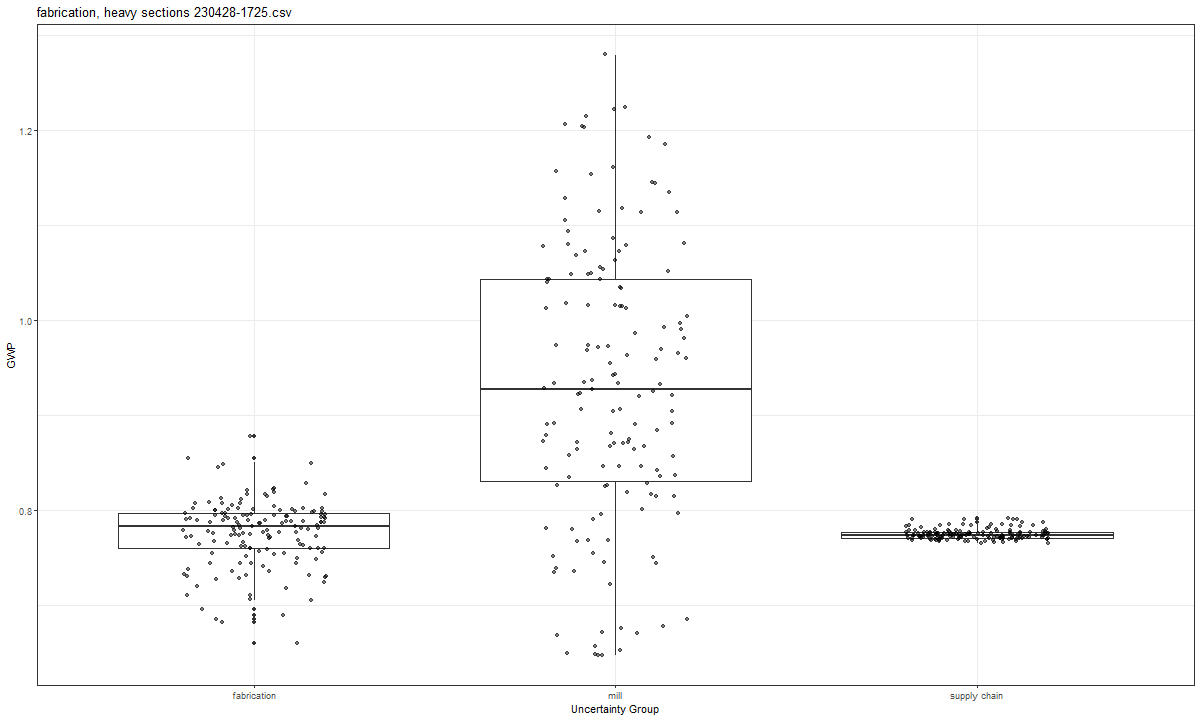 fabrication, heavy sections 230428-1725.csv
GWP
1.2
1.0
0.8
fabrication
mill
supply chain
Uncertainty Group